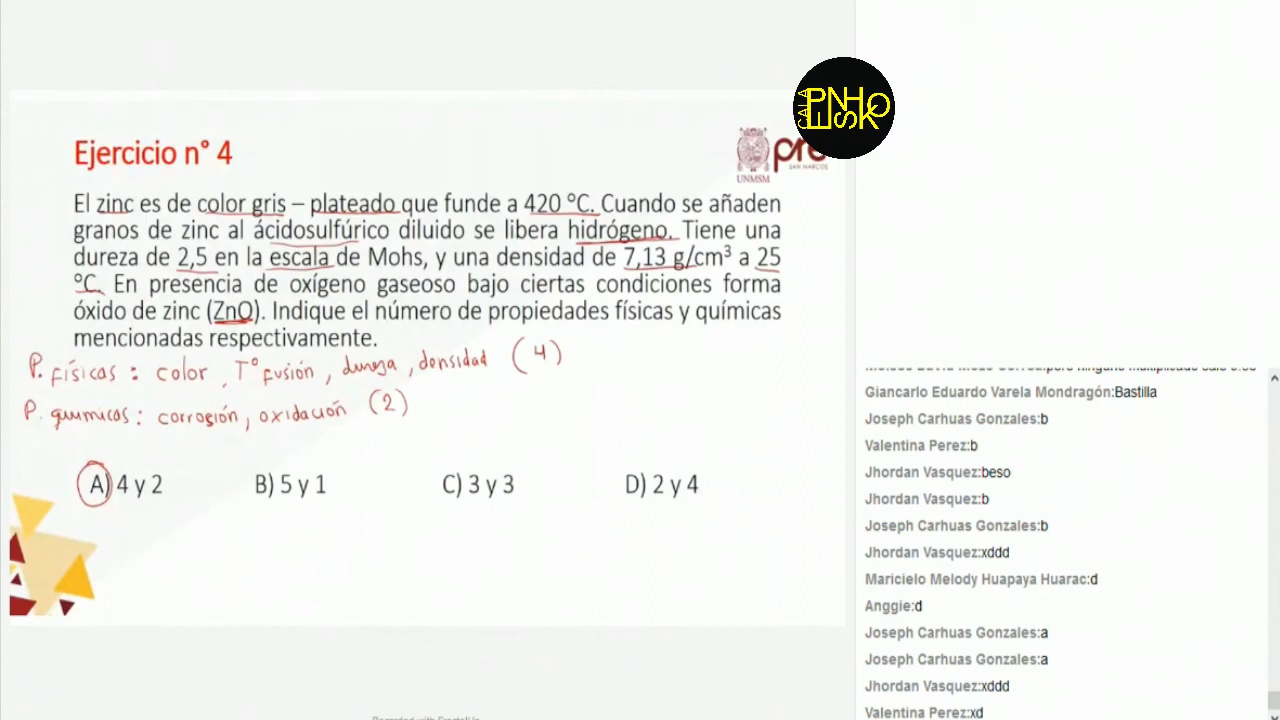 CALA
PENHOESKO
Ejercicio n° 4
pre
SAN MARCOS
UNMSM
El zinc es de color gris – plateado que funde a 420 °C. Cuando se añaden
granos de zinc al ácidosulfúrico diluido se libera hidrógeno. Tiene una
dureza de 2,5 en la escala de Mohs, y una densidad de 7,13 g/cm³ a 25
°C. En presencia de oxígeno gaseoso bajo ciertas condiciones forma
óxido de zinc (ZnO). Indique el número de propiedades físicas y químicas
mencionadas respectivamente.
P. físicas : color , T° fusión , dureza , densidad (4)
P. químicas : corrosión, oxidación (2)
A) 4 y 2 B) 5 y 1 C) 3 y 3 D) 2 y 4
Giancarlo Eduardo Varela Mondragón:Bastilla
Joseph Carhuas Gonzales:b
Valentina Perez:b
Jhordan Vasquez:beso
Jhordan Vasquez:b
Joseph Carhuas Gonzales:b
Jhordan Vasquez:xddd
Maricielo Melody Huapaya Huarac:d
Anggie:d
Joseph Carhuas Gonzales:a
Joseph Carhuas Gonzales:a
Jhordan Vasquez:xddd
Valentina Perez:xd